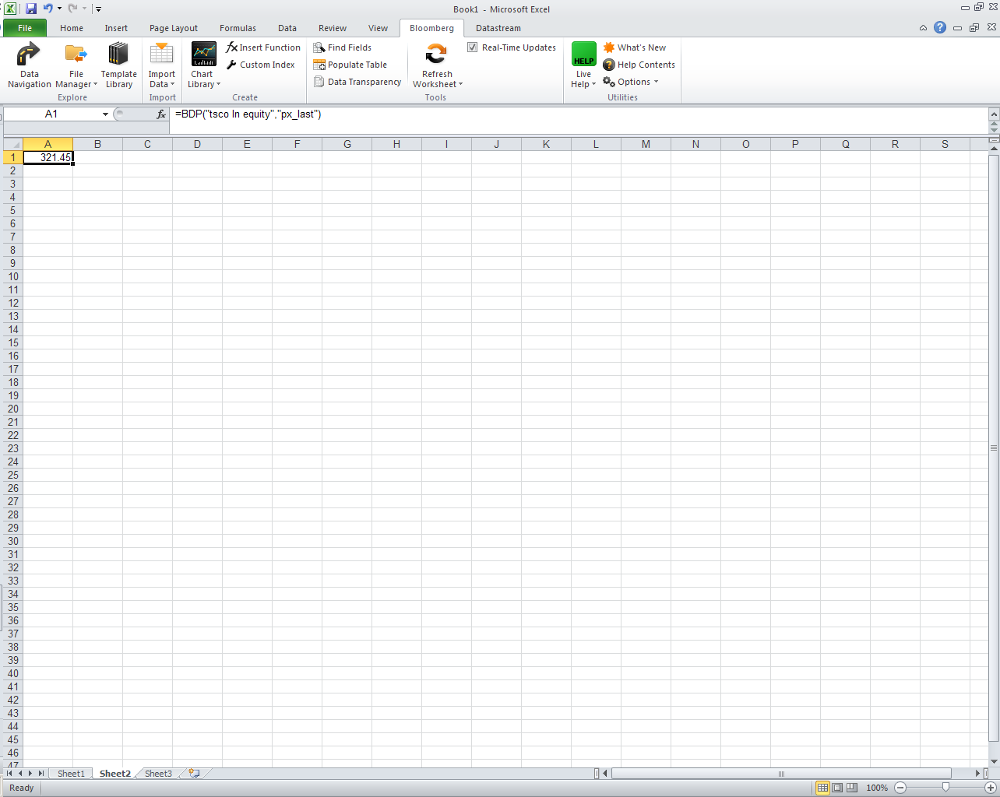 Book1 - Microsoft Excel
File Home Insert Page Layout Formulas Data Review View Bloomberg Datastream
Data Navigation
File Manager
Template Library
Explore
Import Data
Import
Chart Library
Insert Function
Custom Index
Create
Find Fields
Populate Table
Data Transparency
Refresh Worksheet
Real-Time Updates
Tools
HELP
Live Help
What's New
Help Contents
Options
Utilities
A1 fx =BDP("tsco ln equity","px_last")
A B C D E F G H I J K L M N O P Q R S
1 321.45
2
3
4
5
6
7
8
9
10
11
12
13
14
15
16
17
18
19
20
21
22
23
24
25
26
27
28
29
30
31
32
33
34
35
36
37
38
39
40
41
42
43
44
45
46
47
Sheet1 Sheet2 Sheet3
Ready 100%